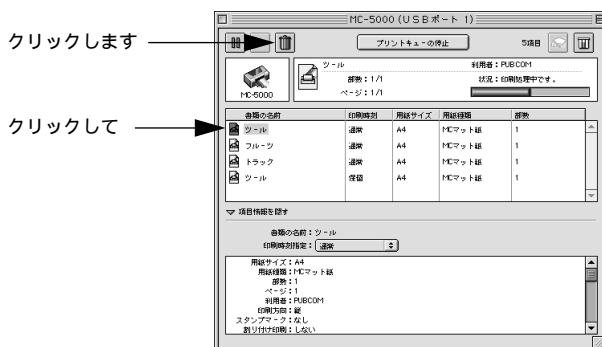 MC-5000 (USBポート 1)
クリックします
プリントキューの停止
5項目
MC-5000
ツール
部数：1/1
ページ：1/1
利用者：PUBCOM
状況：印刷処理中です。
クリックして
書類の名前 印刷時刻 用紙サイズ 用紙種類 部数
ツール 通常 A4 MCマット紙 1
フルーツ 通常 A4 MCマット紙 1
トラック 通常 A4 MCマット紙 1
ツール 保留 A4 MCマット紙 1
項目情報を隠す
書類の名前：ツール
印刷時刻指定： 通常
用紙サイズ：A4
用紙種類：MCマット紙
部数：1
ページ：1
利用者：PUBCOM
印刷方向：縦
スタンプマーク：なし
割り付け印刷：しない